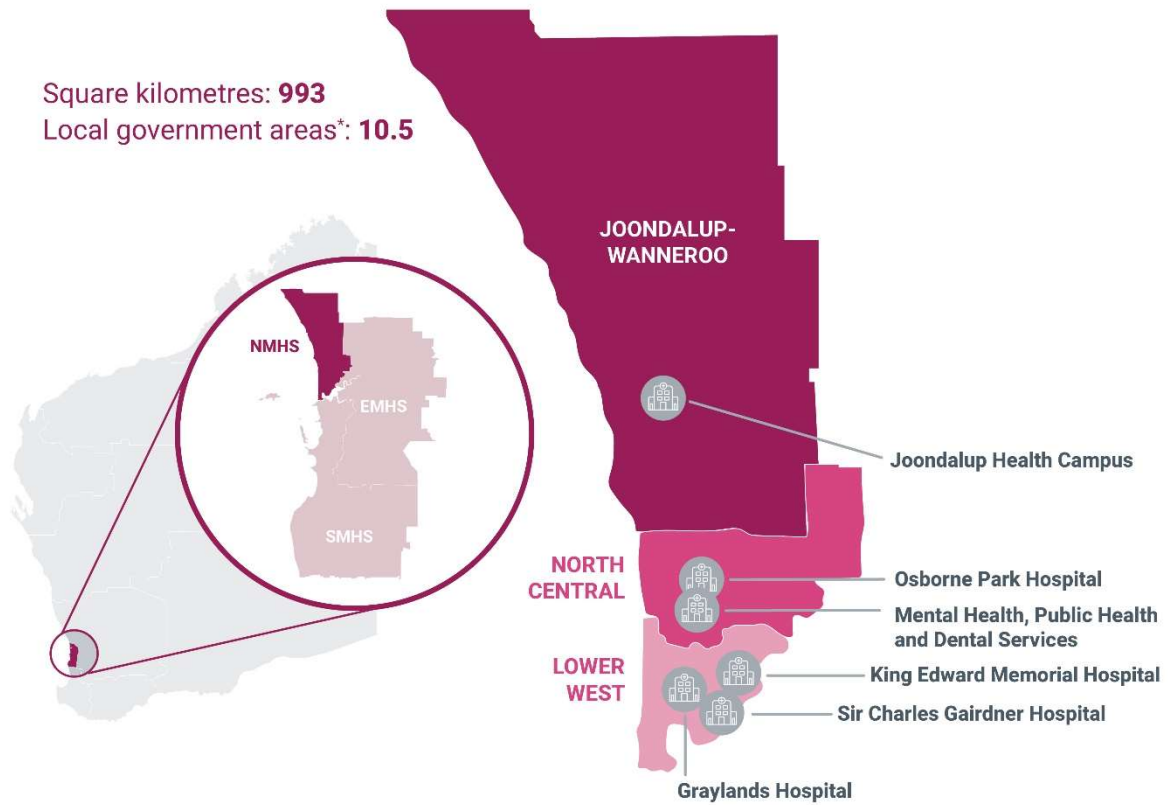 Square kilometres: 993
Local government areas*: 10.5
JOONDALUP-
WANNEROO
NMHS
EMHS
SMHS
Joondalup Health Campus
NORTH
CENTRAL
Osborne Park Hospital
Mental Health, Public Health
and Dental Services
LOWER
WEST
King Edward Memorial Hospital
Sir Charles Gairdner Hospital
Graylands Hospital